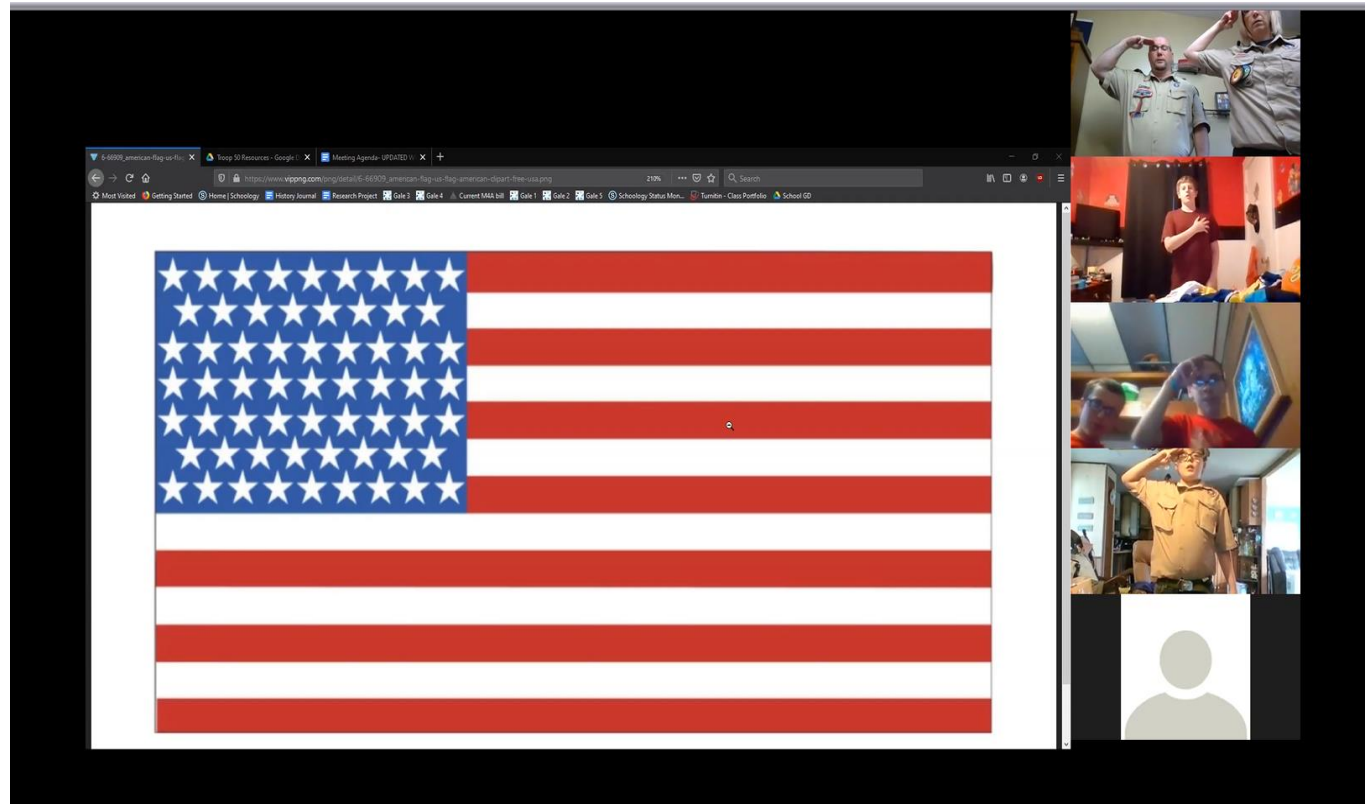 6-66909_american-flag-us-fla
Troop 50 Resources - Google
Meeting Agenda- UPDATED
https://www.vippng.com/png/detail/6-66909_american-flag-us-flag-american-clipart-free-usa.png
210%
Search
Most Visited Getting Started Home | Schoology History Journal Research Project Gale 3 Gale 4 Current M4A bill Gale 1 Gale 2 Gale 5 Schoology Status Mon... Turnitin - Class Portfolio School GD